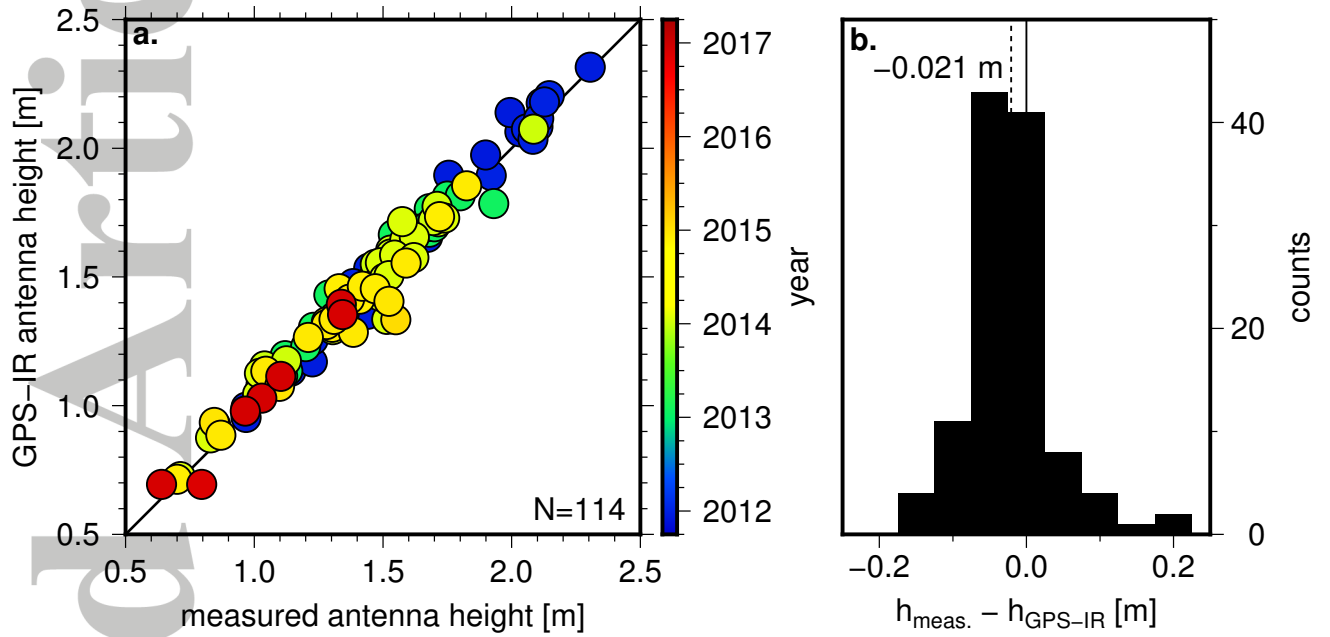 a.
2.5
2.0
1.5
1.0
0.5
GPS–IR antenna height [m]
0.5 1.0 1.5 2.0 2.5
measured antenna height [m]
N=114
2017
2016
2015
2014
2013
2012
year
b.
−0.021 m
40
20
0
counts
−0.2 0.0 0.2
hmeas. − hGPS–IR [m]
d Artic